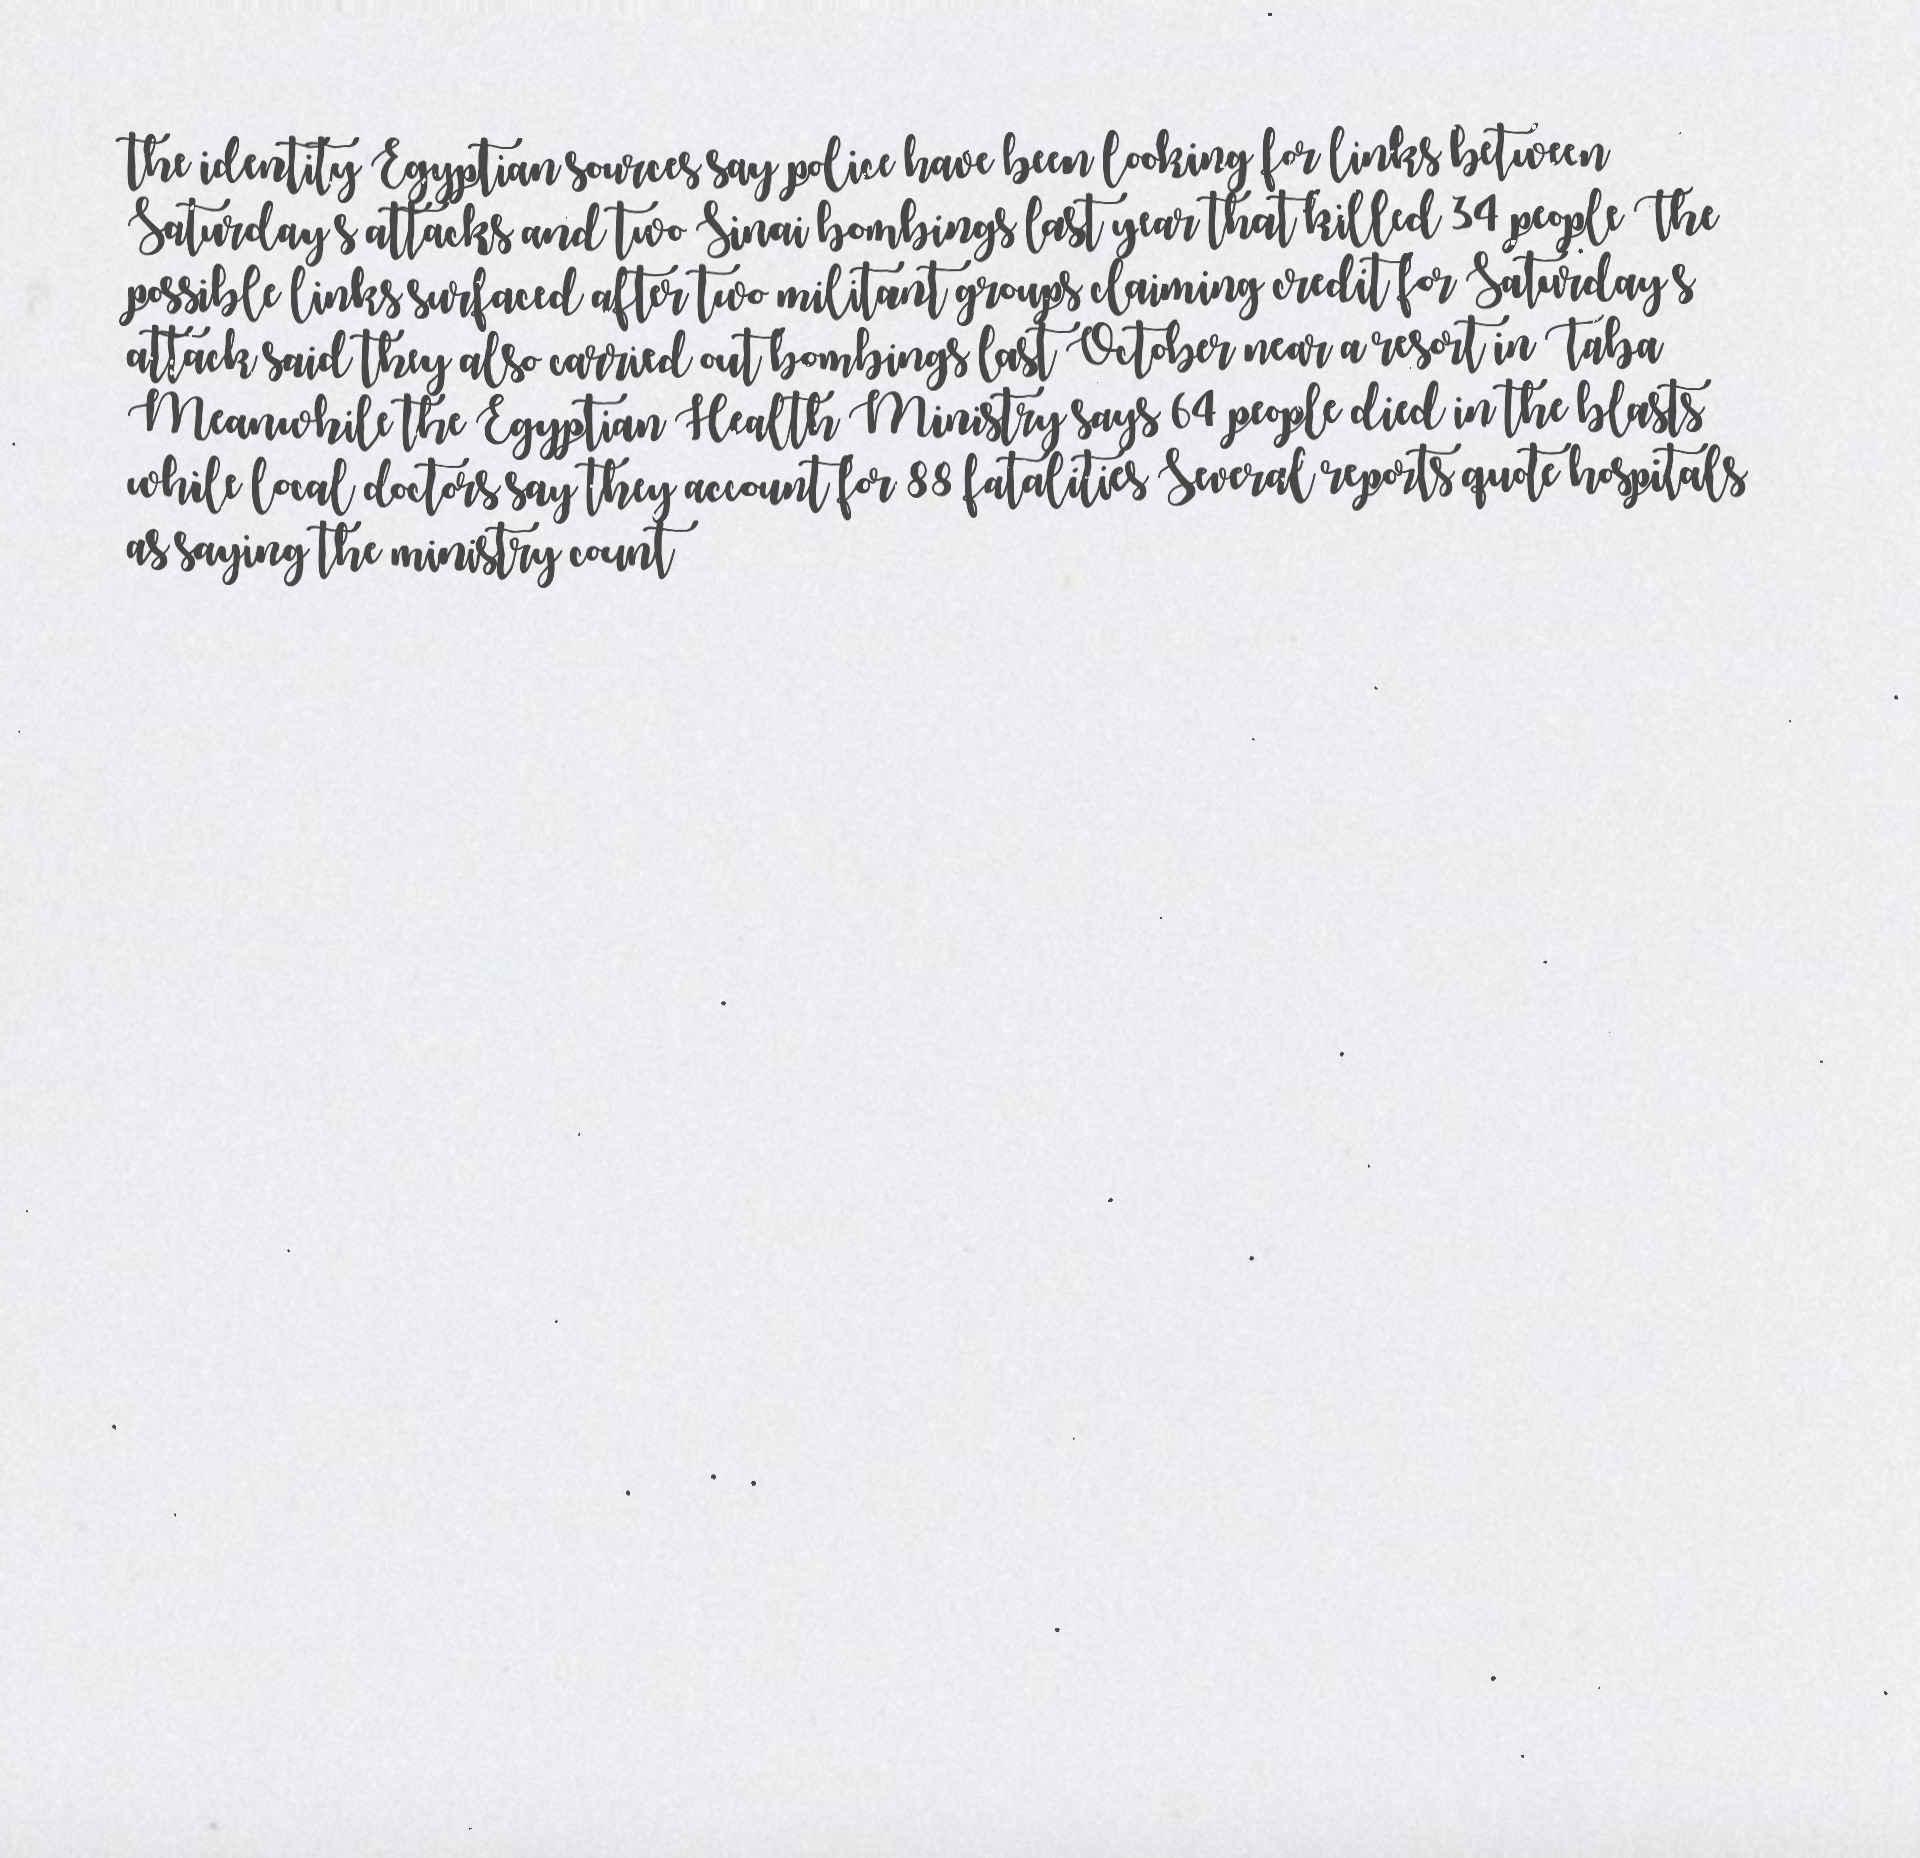 the identity Egyptian sources say police have been looking for links between
Saturday s attacks and two Sinai bombings last year that killed 34 people The
possible links surfaced after two militant groups claiming credit for Saturday s
attack said they also carried out bombings last October near a resort in Taba
Meanwhile the Egyptian Health Ministry says 64 people died in the blasts
while local doctors say they account for 88 fatalities Several reports quote hospitals
as saying the ministry count